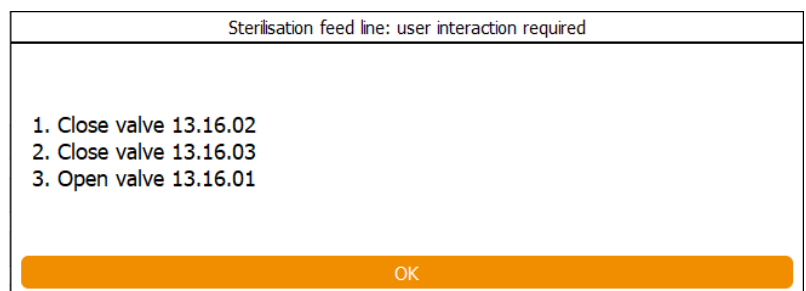 Sterilisation feed line: user interaction required
1. Close valve 13.16.02
2. Close valve 13.16.03
3. Open valve 13.16.01
OK